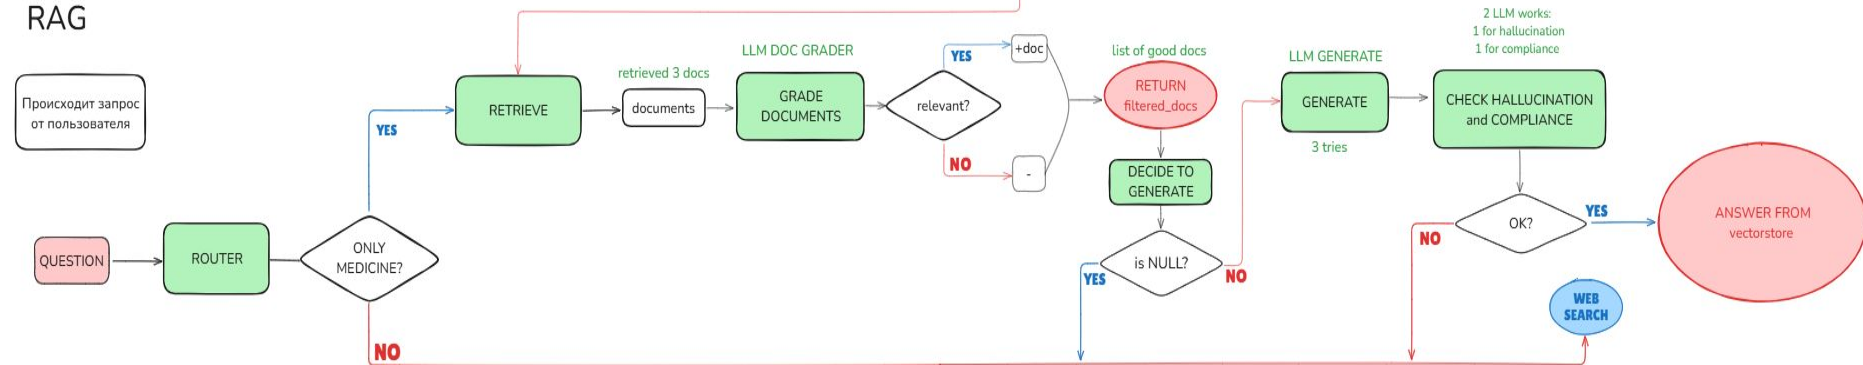 RAG
Происходит запрос
от пользователя
QUESTION
ROUTER
ONLY
MEDICINE?
YES
NO
RETRIEVE
retrieved 3 docs
documents
LLM DOC GRADER
GRADE
DOCUMENTS
relevant?
YES
NO
+doc
-
list of good docs
RETURN
filtered_docs
DECIDE TO
GENERATE
is NULL?
YES
NO
LLM GENERATE
GENERATE
3 tries
2 LLM works:
1 for hallucination
1 for compliance
CHECK HALLUCINATION
and COMPLIANCE
OK?
YES
NO
ANSWER FROM
vectorstore
WEB
SEARCH